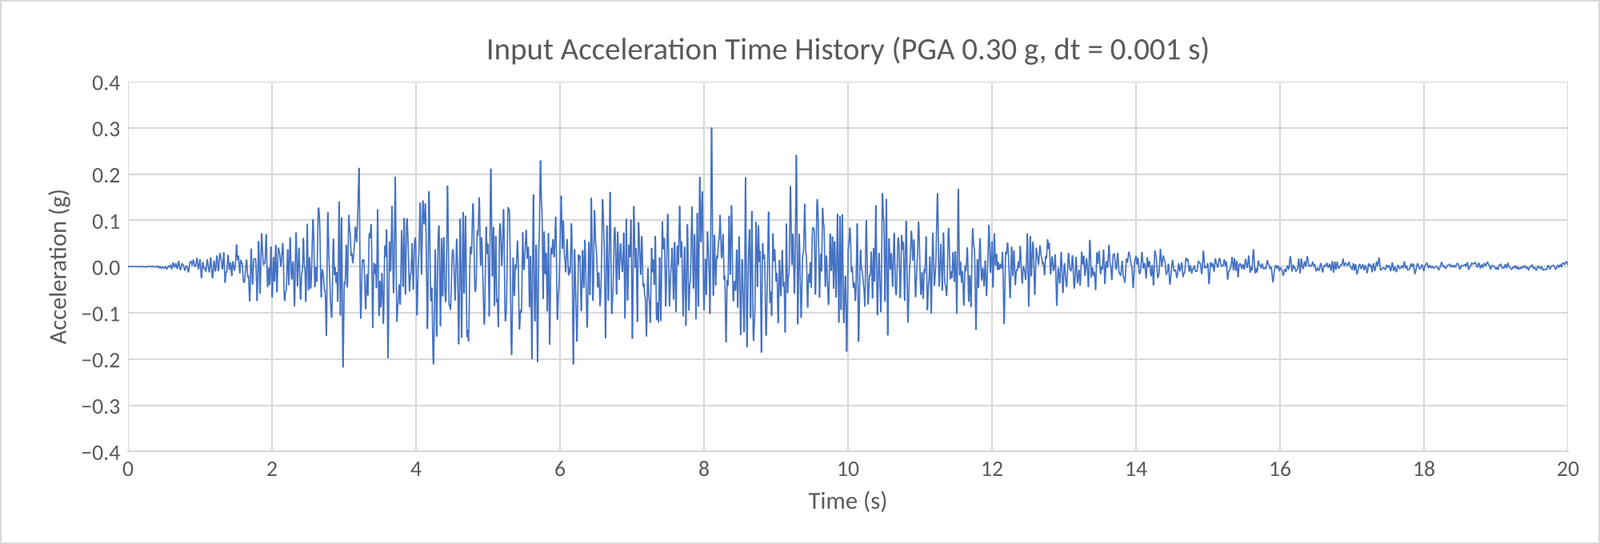 Input Acceleration Time History (PGA 0.30 g, dt = 0.001 s)
0.4
0.3
0.2
0.1
0.0
−0.1
−0.2
−0.3
−0.4
Acceleration (g)
0 2 4 6 8 10 12 14 16 18 20
Time (s)